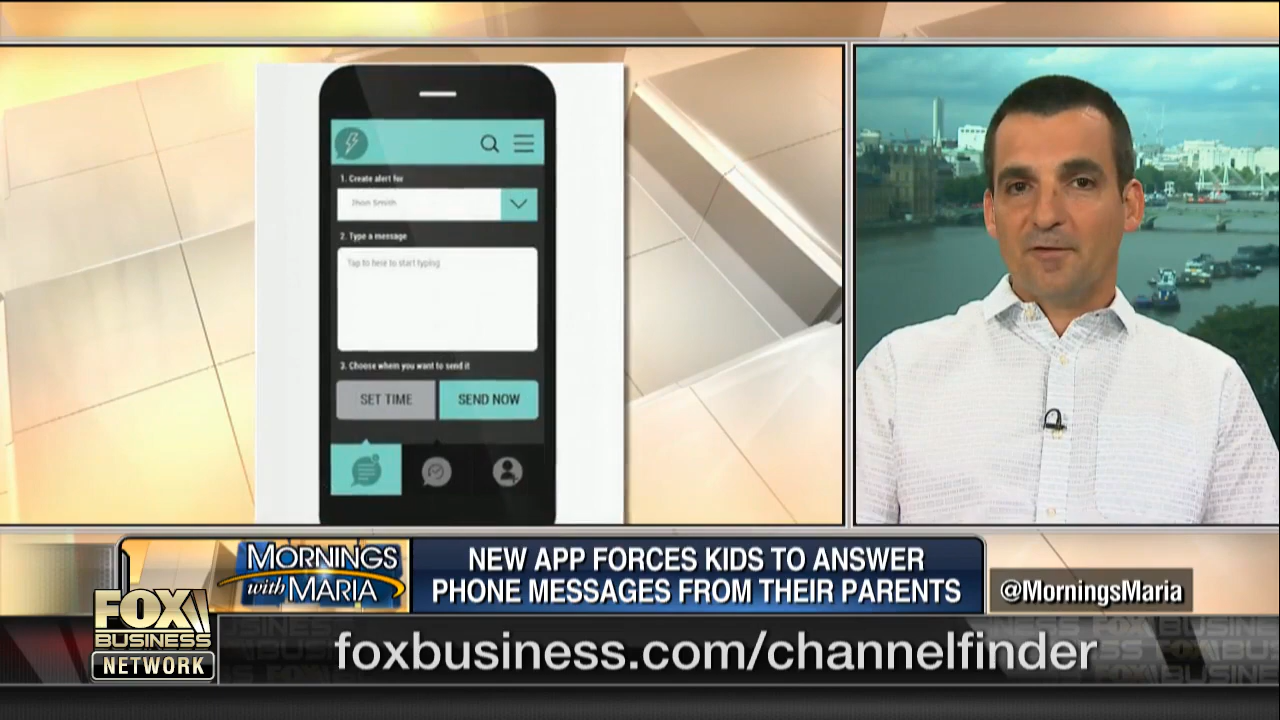 1. Create alert for
Jhon Smith
2. Type a message
Tap to here to start typing
3. Choose when you want to send it
SET TIME
SEND NOW
MORNINGS
with MARIA
NEW APP FORCES KIDS TO ANSWER
PHONE MESSAGES FROM THEIR PARENTS
@MorningsMaria
FOX
BUSINESS
NETWORK
foxbusiness.com/channelfinder